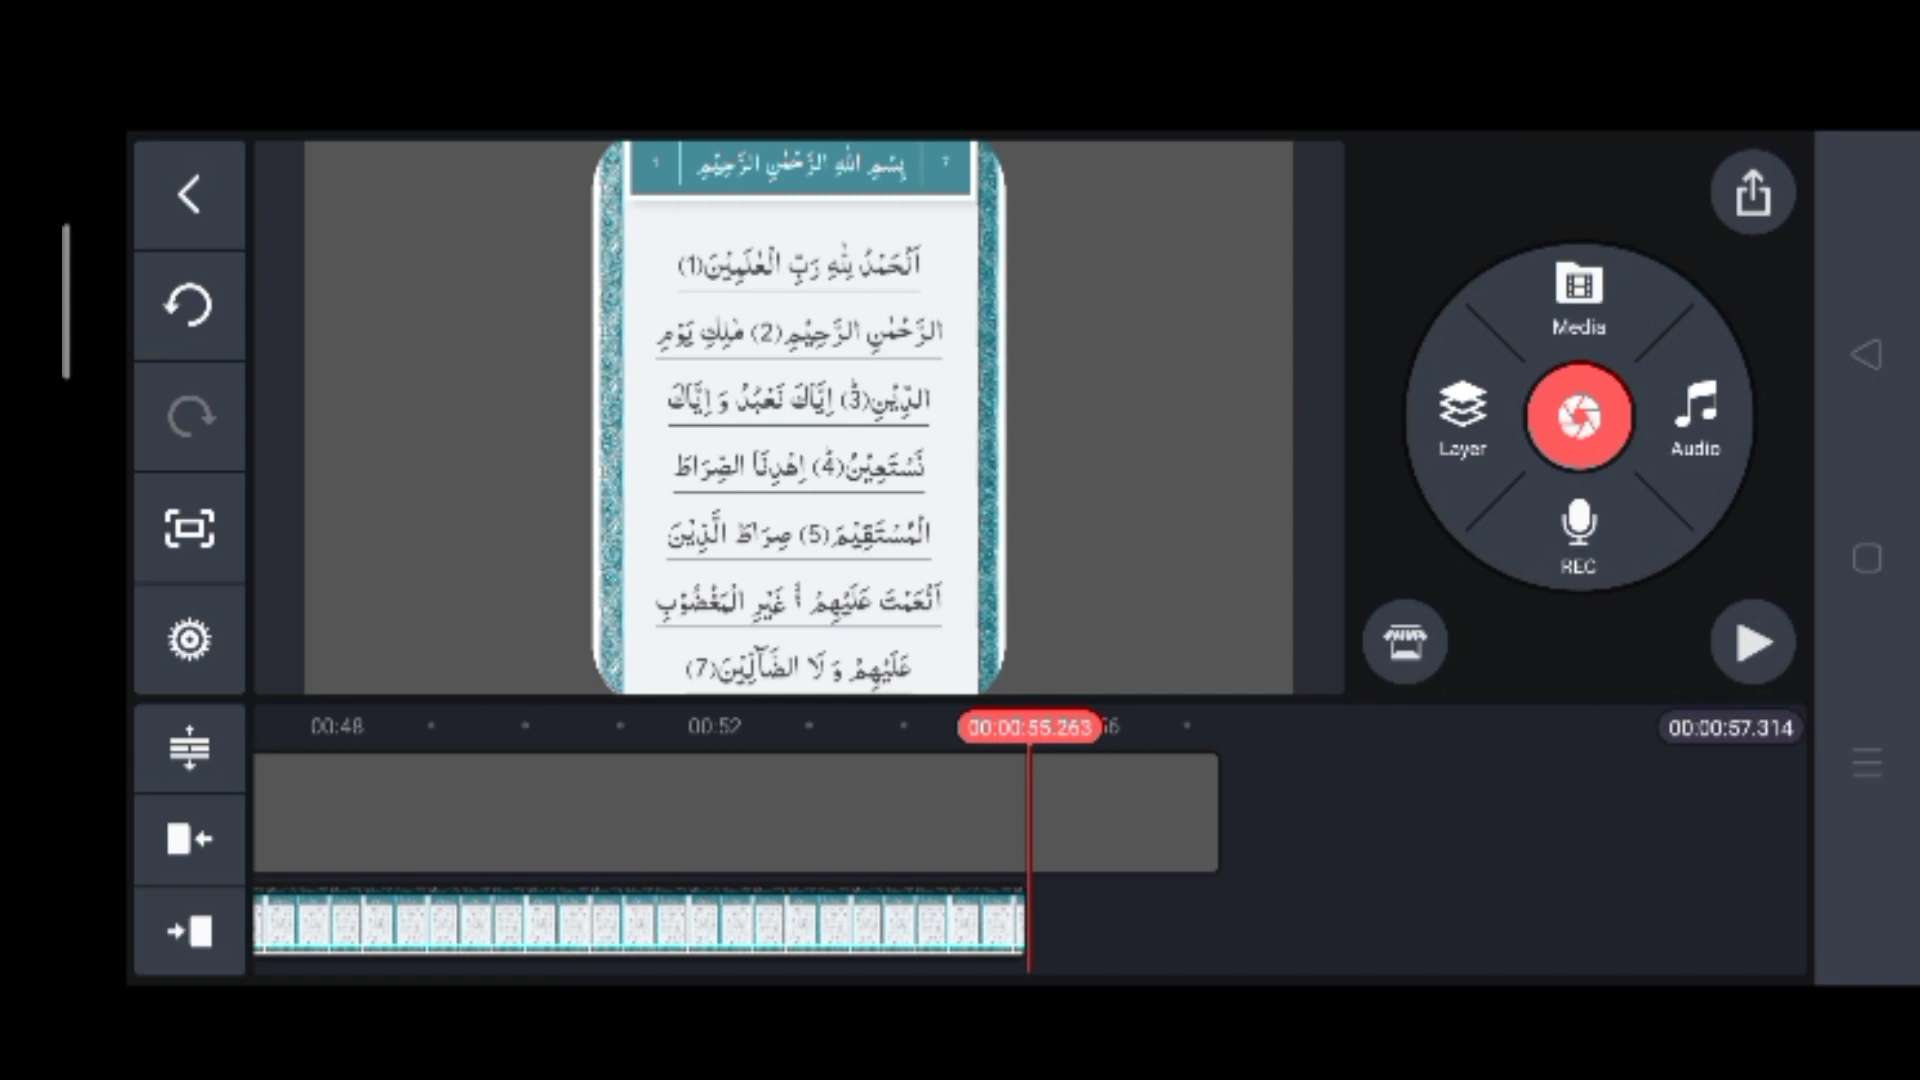 بِسْمِ اللهِ الرَّحْمٰنِ الرَّحِيْمِ
اَلْحَمْدُ لِلّٰهِ رَبِّ الْعٰلَمِيْنَ(1)
الرَّحْمٰنِ الرَّحِيْمِ(2) مٰلِكِ يَوْمِ
الدِّيْنِ(3) اِيَّاكَ نَعْبُدُ وَ اِيَّاكَ
نَسْتَعِيْنُ(4) اِهْدِنَا الصِّرَاطَ
الْمُسْتَقِيْمَ(5) صِرَاطَ الَّذِيْنَ
اَنْعَمْتَ عَلَيْهِمْ غَيْرِ الْمَغْضُوْبِ
عَلَيْهِمْ وَ لَا الضَّآلِّيْنَ(7)
Media
Layer
Audio
REC
00:48
00:52
00:00:55.263
00:00:57.314